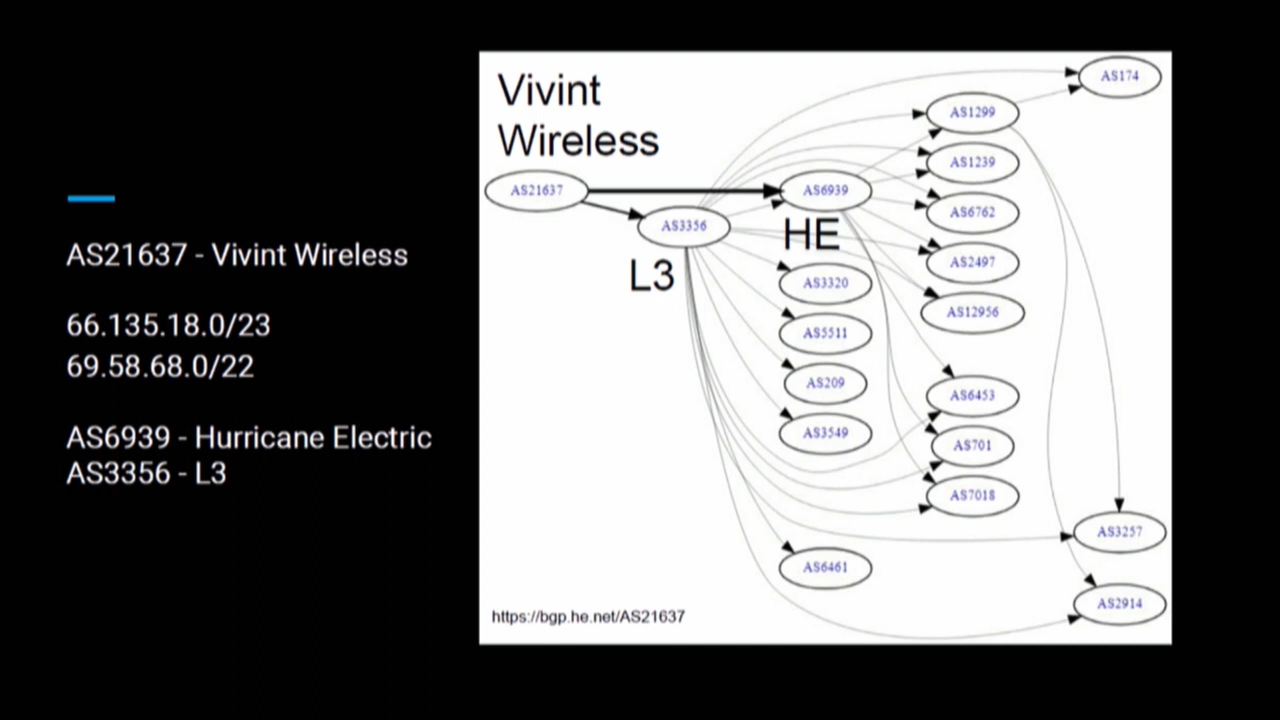 AS21637 - Vivint Wireless
66.135.18.0/23
69.58.68.0/22
AS6939 - Hurricane Electric
AS3356 - L3
Vivint
Wireless
AS174
AS1299
AS1239
AS21637
AS6939
AS6762
AS3356
HE
L3
AS2497
AS3320
AS12956
AS5511
AS209
AS6453
AS3549
AS701
AS7018
AS3257
AS6461
AS2914
https://bgp.he.net/AS21637